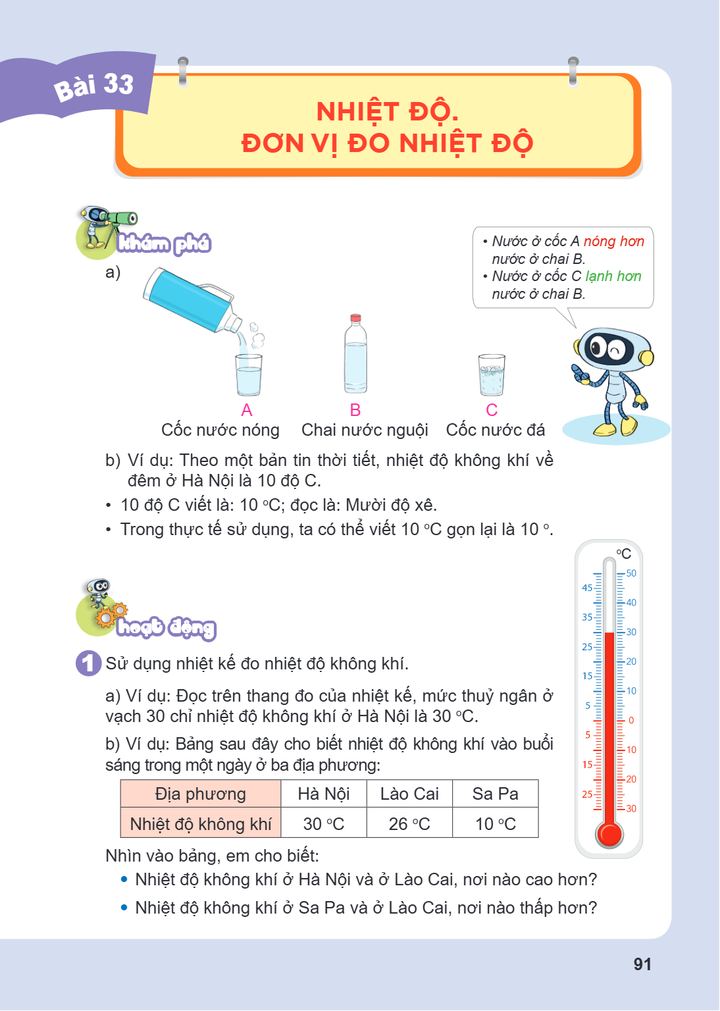 Bài 33
NHIỆT ĐỘ.
ĐƠN VỊ ĐO NHIỆT ĐỘ
khám phá
• Nước ở cốc A nóng hơn
nước ở chai B.
• Nước ở cốc C lạnh hơn
nước ở chai B.
a)
A B C
Cốc nước nóng Chai nước nguội Cốc nước đá
b) Ví dụ: Theo một bản tin thời tiết, nhiệt độ không khí về
đêm ở Hà Nội là 10 độ C.
• 10 độ C viết là: 10 ºC; đọc là: Mười độ xê.
• Trong thực tế sử dụng, ta có thể viết 10 ºC gọn lại là 10 º.
hoạt động
1 Sử dụng nhiệt kế đo nhiệt độ không khí.
a) Ví dụ: Đọc trên thang đo của nhiệt kế, mức thuỷ ngân ở
vạch 30 chỉ nhiệt độ không khí ở Hà Nội là 30 ºC.
b) Ví dụ: Bảng sau đây cho biết nhiệt độ không khí vào buổi
sáng trong một ngày ở ba địa phương:
Địa phương Hà Nội Lào Cai Sa Pa
Nhiệt độ không khí 30 ºC 26 ºC 10 ºC
Nhìn vào bảng, em cho biết:
• Nhiệt độ không khí ở Hà Nội và ở Lào Cai, nơi nào cao hơn?
• Nhiệt độ không khí ở Sa Pa và ở Lào Cai, nơi nào thấp hơn?
ºC
50
45
40
35
30
25
20
15
10
5
0
5
10
15
20
25
30
91